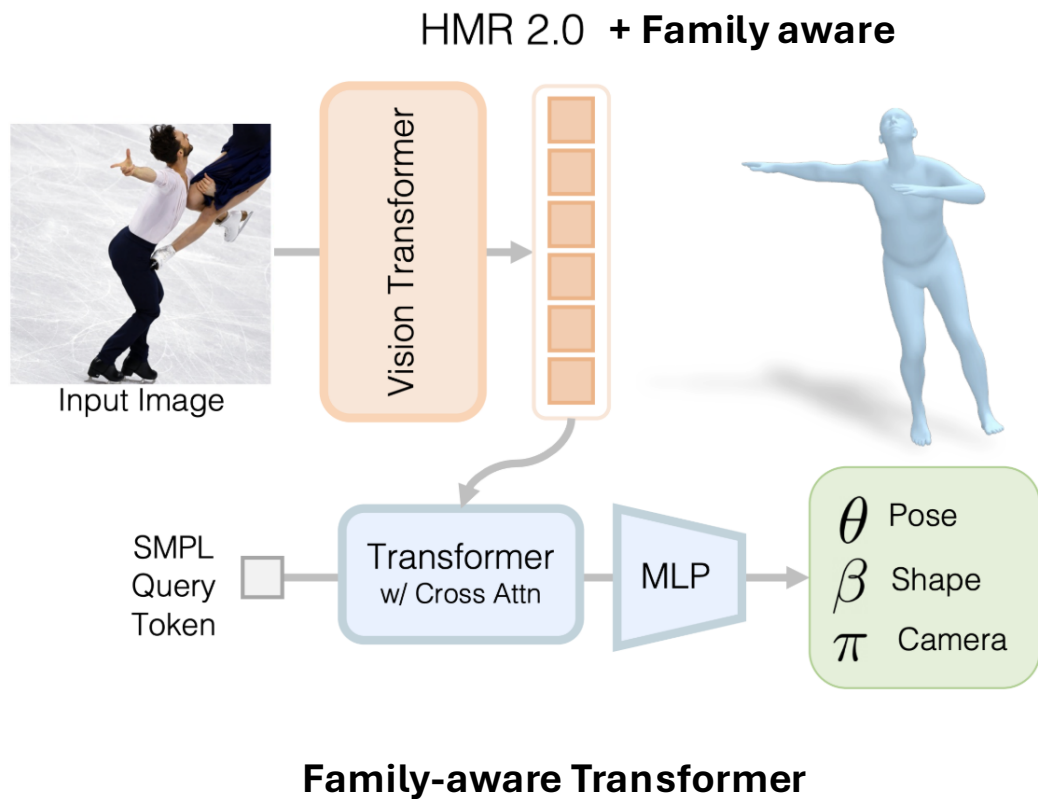 HMR 2.0 + Family aware
Vision Transformer
Input Image
SMPL
Query
Token
Transformer
w/ Cross Attn
MLP
θ Pose
β Shape
π Camera
Family-aware Transformer